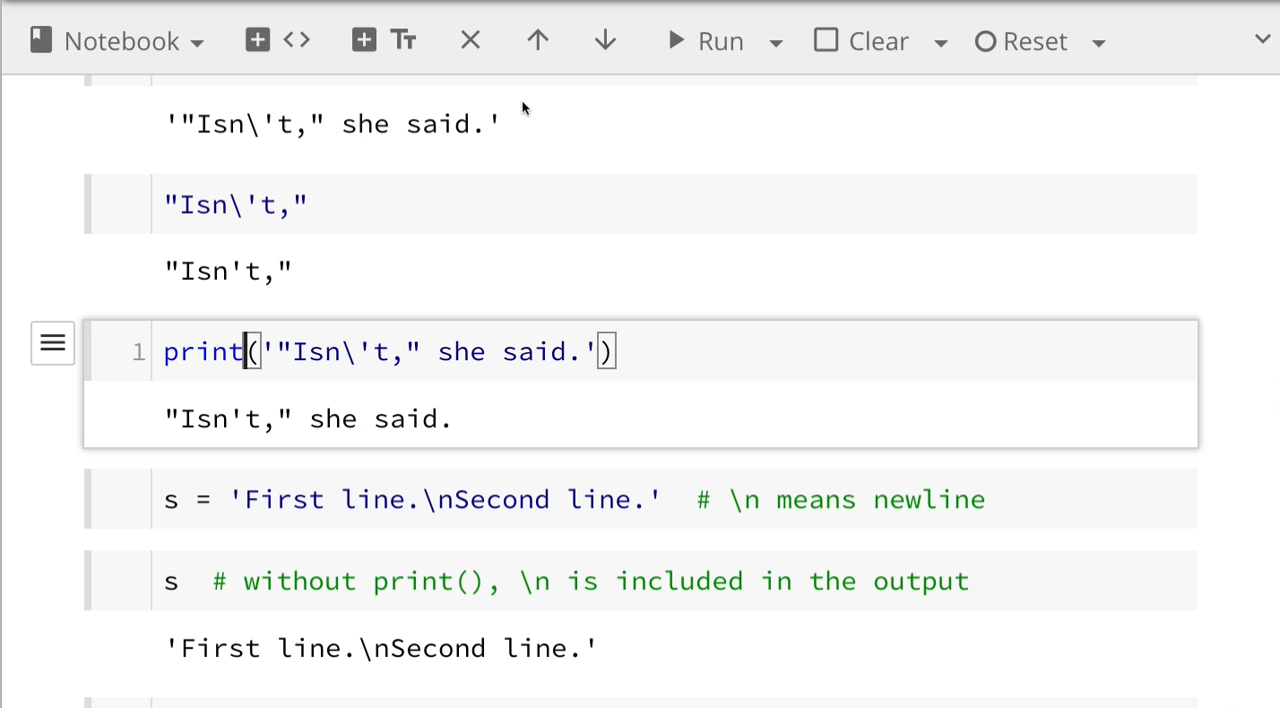 Notebook <> Tt Run Clear Reset
'"Isn\'t," she said.'
"Isn\'t,"
"Isn't,"
1 print('"Isn\'t," she said.')
"Isn't," she said.
s = 'First line.\nSecond line.'  # \n means newline
s  # without print(), \n is included in the output
'First line.\nSecond line.'